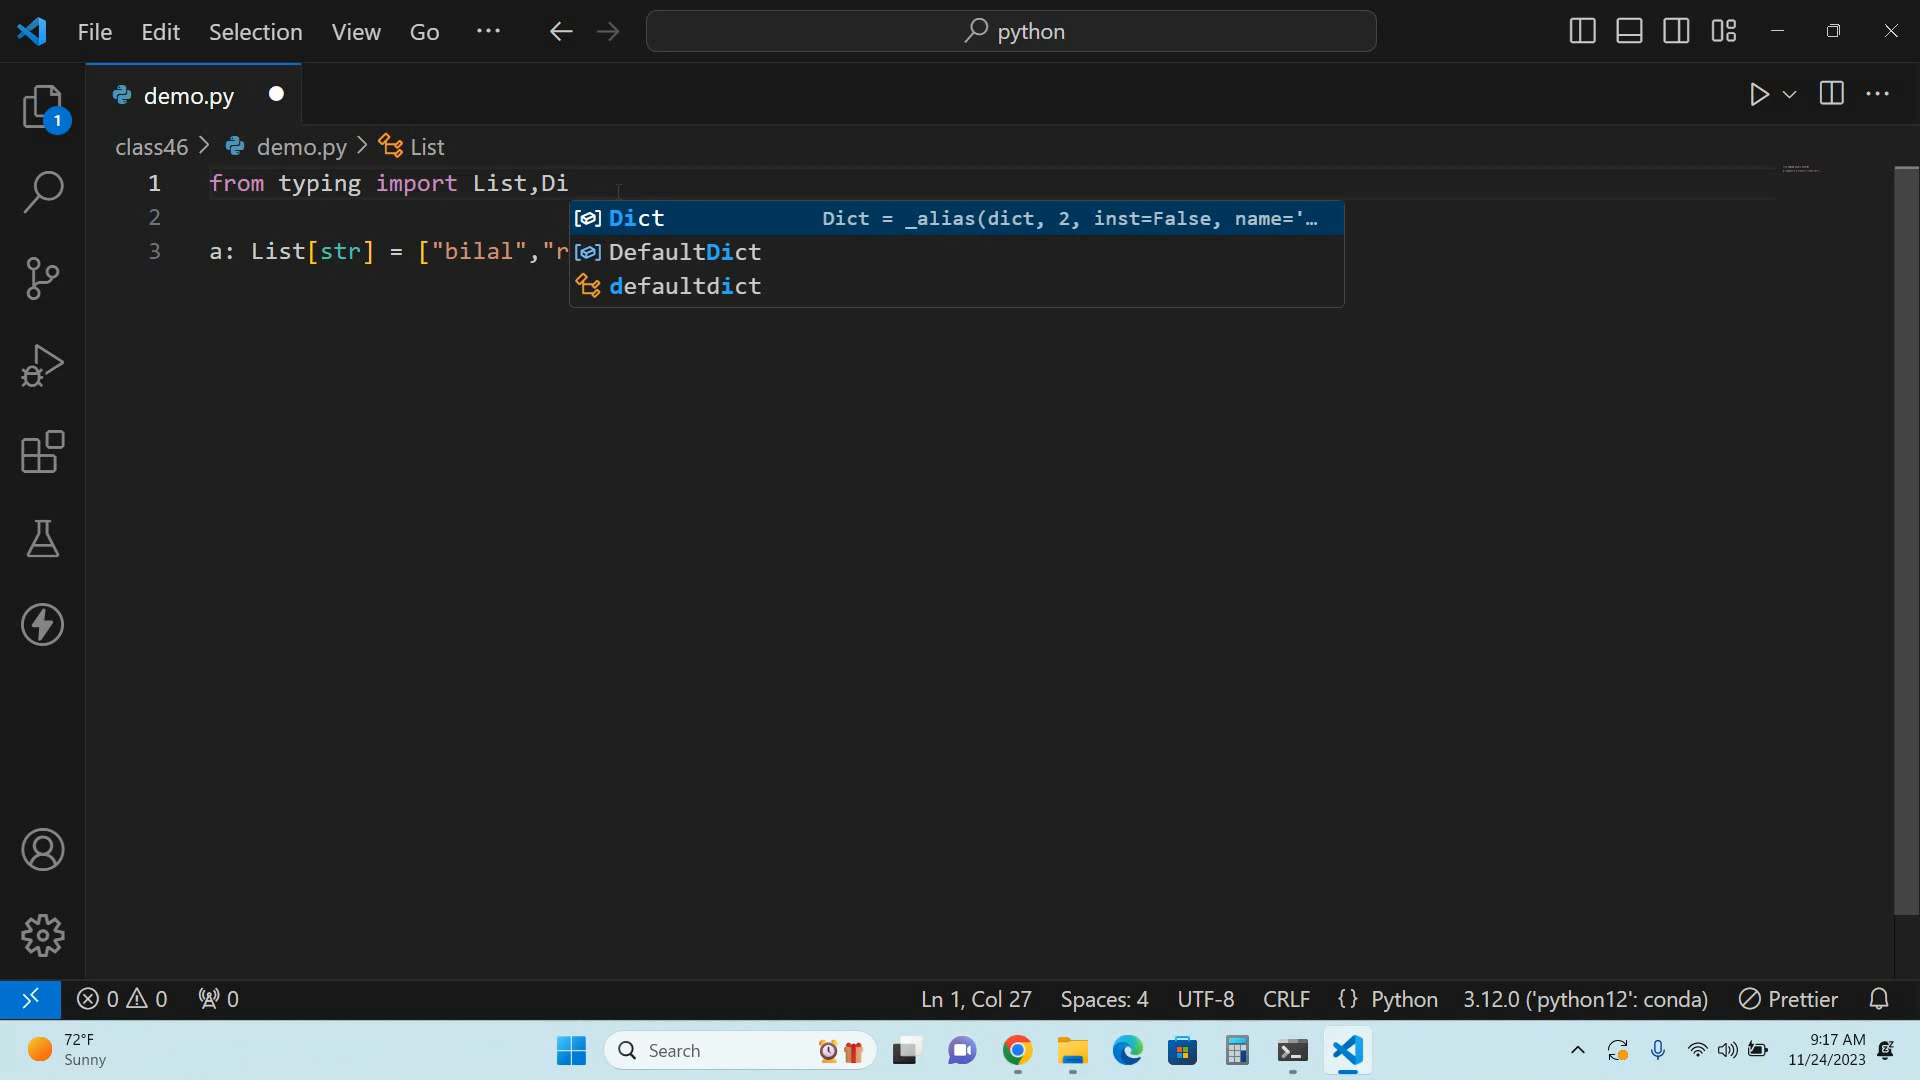 File Edit Selection View Go ··· python
demo.py
1
class46 > demo.py > List
1 from typing import List,Di
2
3 a: List[str] = ["bilal","r
Dict Dict = _alias(dict, 2, inst=False, name='…
DefaultDict
defaultdict
0 0 0 Ln 1, Col 27 Spaces: 4 UTF-8 CRLF {} Python 3.12.0 ('python12': conda) Prettier
72°F
Sunny
Search
9:17 AM
11/24/2023